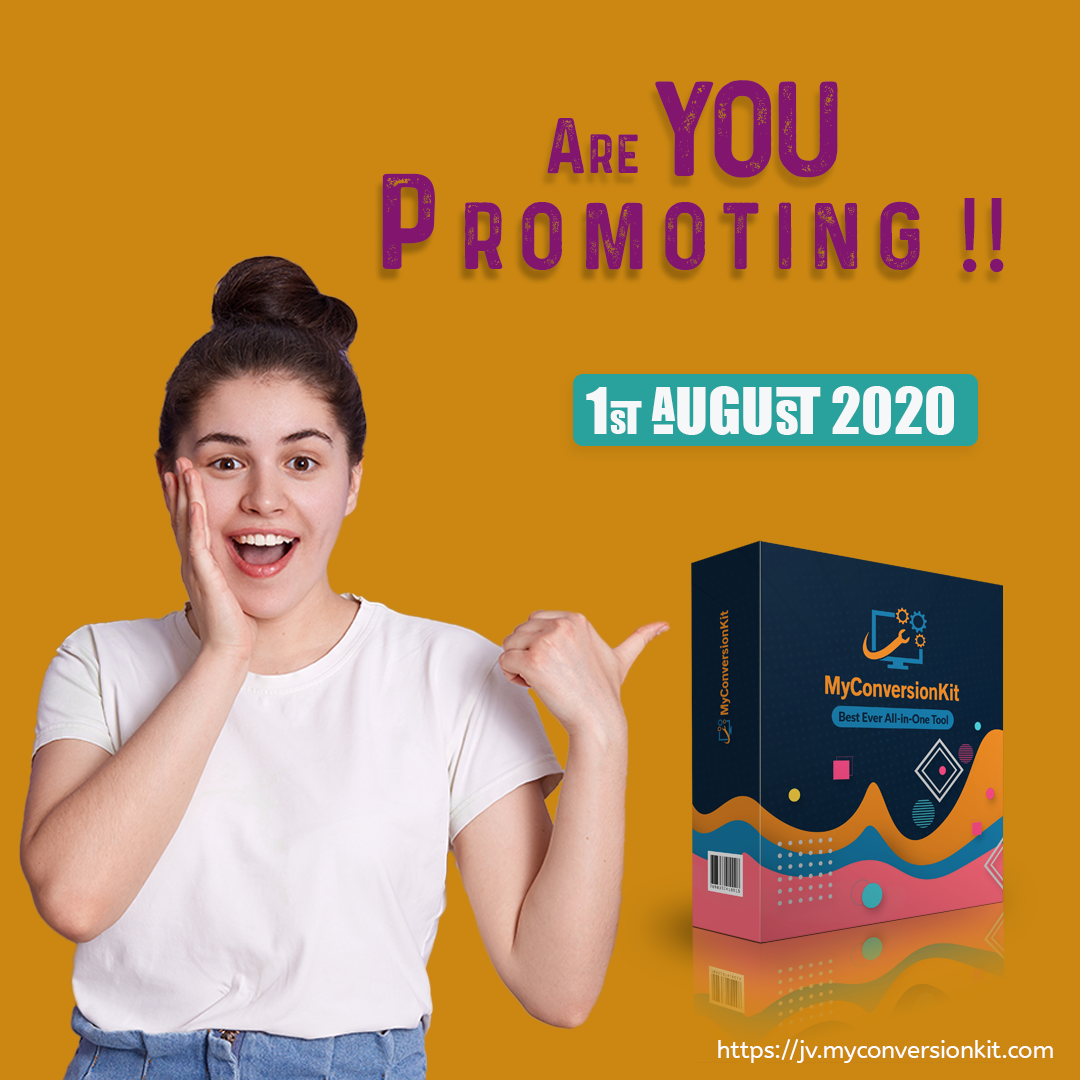 Are YOU
Promoting !!
1st August 2020
MyConversionKit
MyConversionKit
Best Ever All-in-One Tool
https://jv.myconversionkit.com